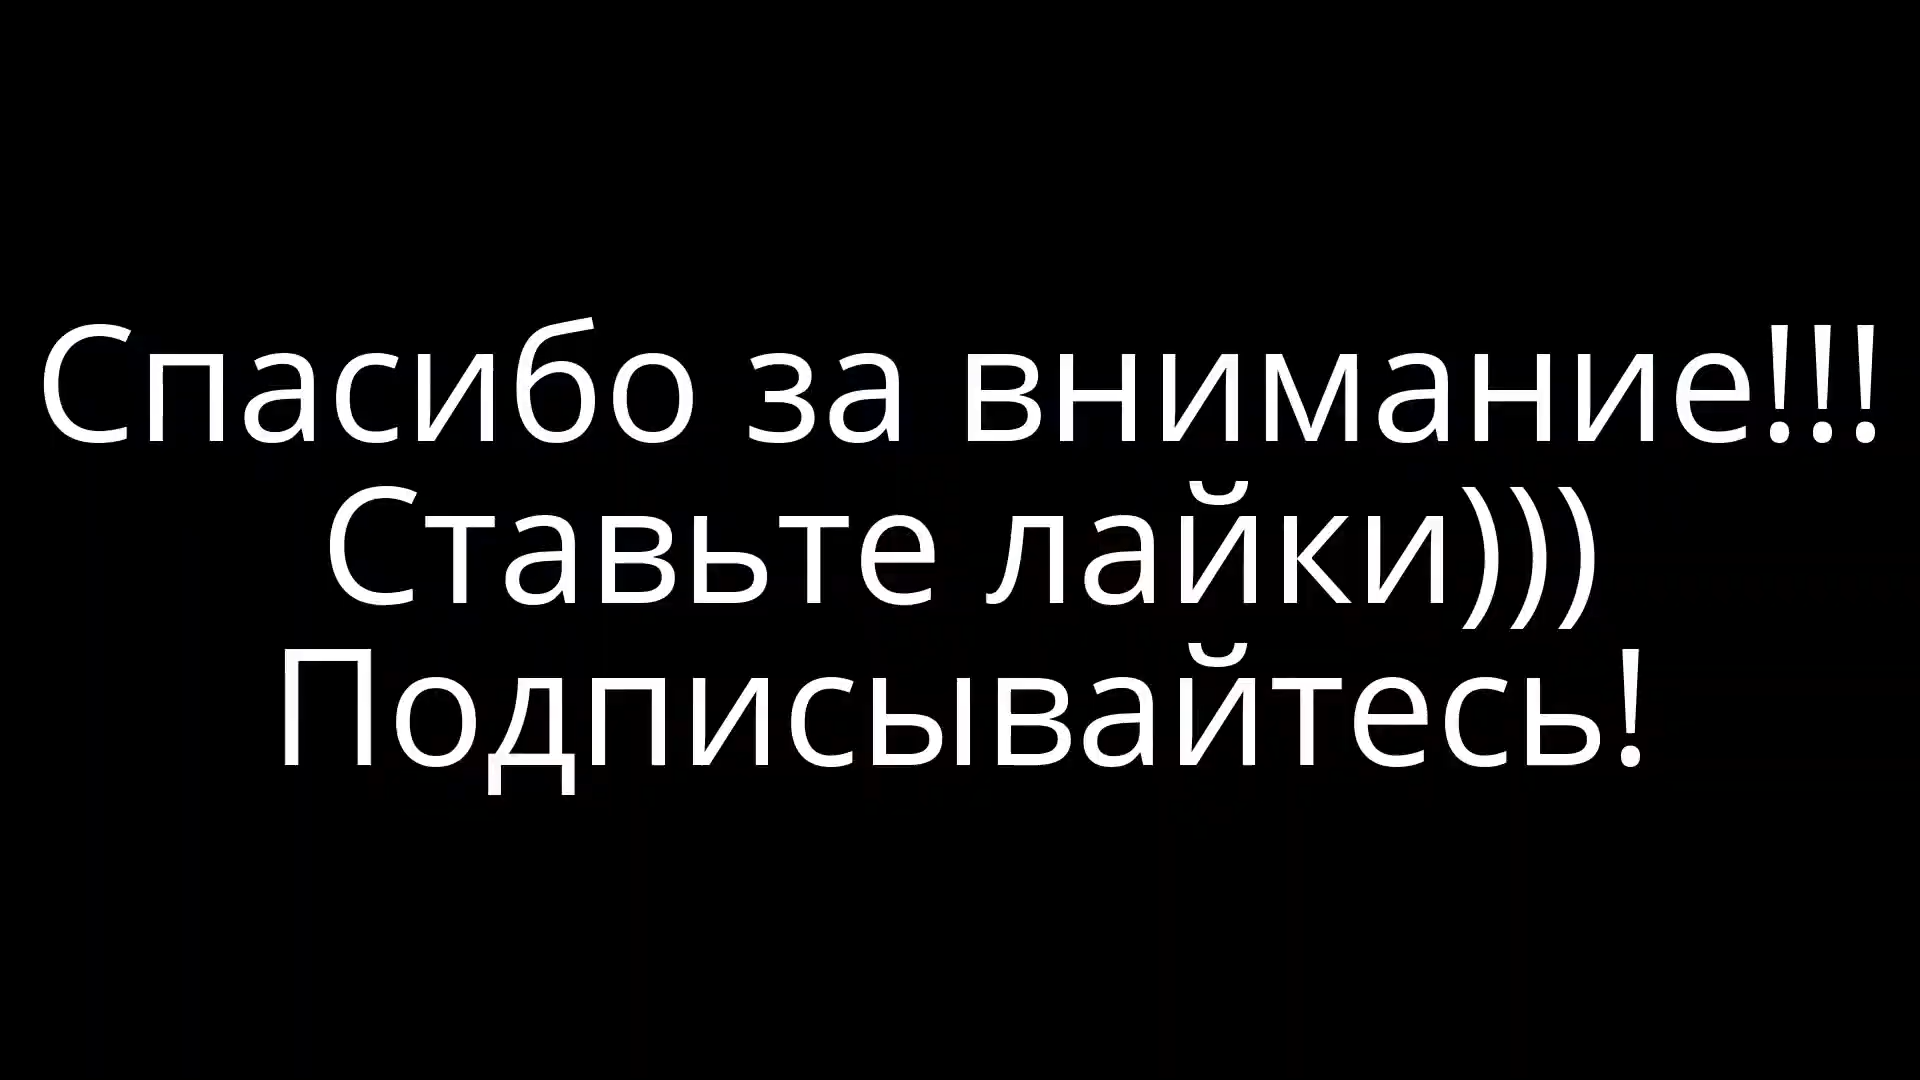 Спасибо за внимание!!!
Ставьте лайки)))
Подписывайтесь!